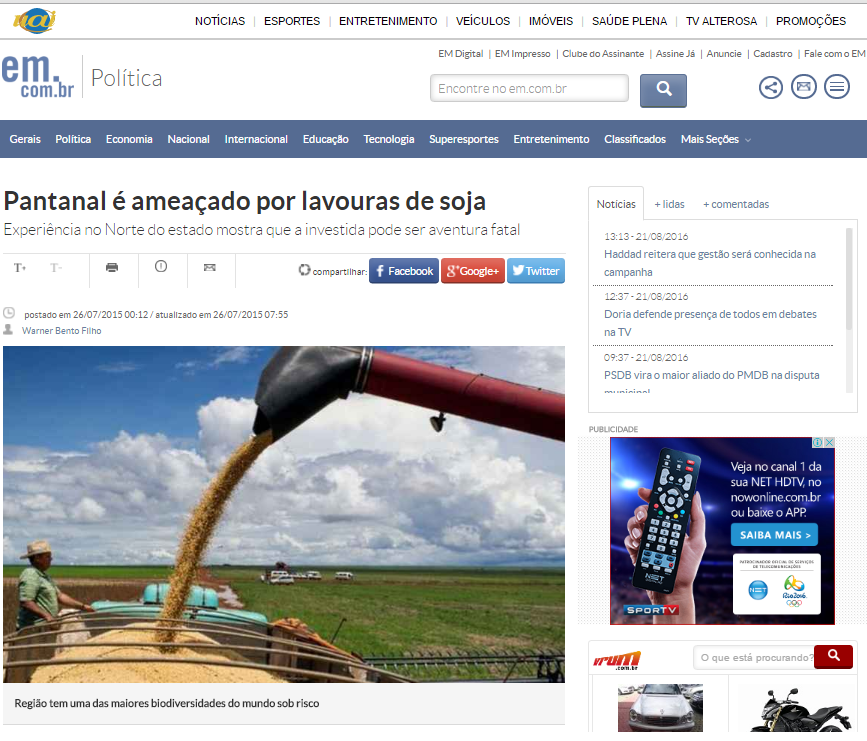 uai
NOTÍCIAS | ESPORTES | ENTRETENIMENTO | VEÍCULOS | IMÓVEIS | SAÚDE PLENA | TV ALTEROSA | PROMOÇÕES
EM Digital | EM Impresso | Clube do Assinante | Assine Já | Anuncie | Cadastro | Fale com o EM
em.com.br
Política
Encontre no em.com.br
Gerais Política Economia Nacional Internacional Educação Tecnologia Superesportes Entretenimento Classificados Mais Seções
Pantanal é ameaçado por lavouras de soja
Experiência no Norte do estado mostra que a investida pode ser aventura fatal
T+ T-
compartilhar: Facebook Google+ Twitter
postado em 26/07/2015 00:12 / atualizado em 26/07/2015 07:55
Warner Bento Filho
Região tem uma das maiores biodiversidades do mundo sob risco
Notícias + lidas + comentadas
13:13 - 21/08/2016
Haddad reitera que gestão será conhecida na
campanha
12:37 - 21/08/2016
Doria defende presença de todos em debates
na TV
09:37 - 21/08/2016
PSDB vira o maior aliado do PMDB na disputa
municipal
PUBLICIDADE
Veja no canal 1 da
sua NET HDTV, no
nowonline.com.br
ou baixe o APP.
SAIBA MAIS >
PATROCINADOR OFICIAL DE SERVIÇOS
DE TELECOMUNICAÇÕES
NET
rio2016
NET
SPORTV
vrum
.com.br
O que está procurando?